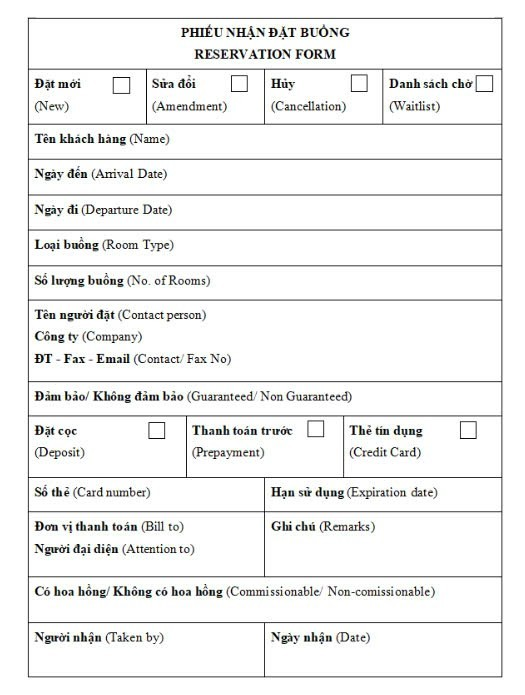 PHIẾU NHẬN ĐẶT BUỒNG
RESERVATION FORM
Đặt mới
(New)
Sửa đổi
(Amendment)
Hủy
(Cancellation)
Danh sách chờ
(Waitlist)
Tên khách hàng (Name)
Ngày đến (Arrival Date)
Ngày đi (Departure Date)
Loại buồng (Room Type)
Số lượng buồng (No. of Rooms)
Tên người đặt (Contact person)
Công ty (Company)
ĐT - Fax - Email (Contact/ Fax No)
Đảm bảo/ Không đảm bảo (Guaranteed/ Non Guaranteed)
Đặt cọc
(Deposit)
Thanh toán trước
(Prepayment)
Thẻ tín dụng
(Credit Card)
Số thẻ (Card number)
Hạn sử dụng (Expiration date)
Đơn vị thanh toán (Bill to)
Người đại diện (Attention to)
Ghi chú (Remarks)
Có hoa hồng/ Không có hoa hồng (Commissionable/ Non-comissionable)
Người nhận (Taken by)
Ngày nhận (Date)